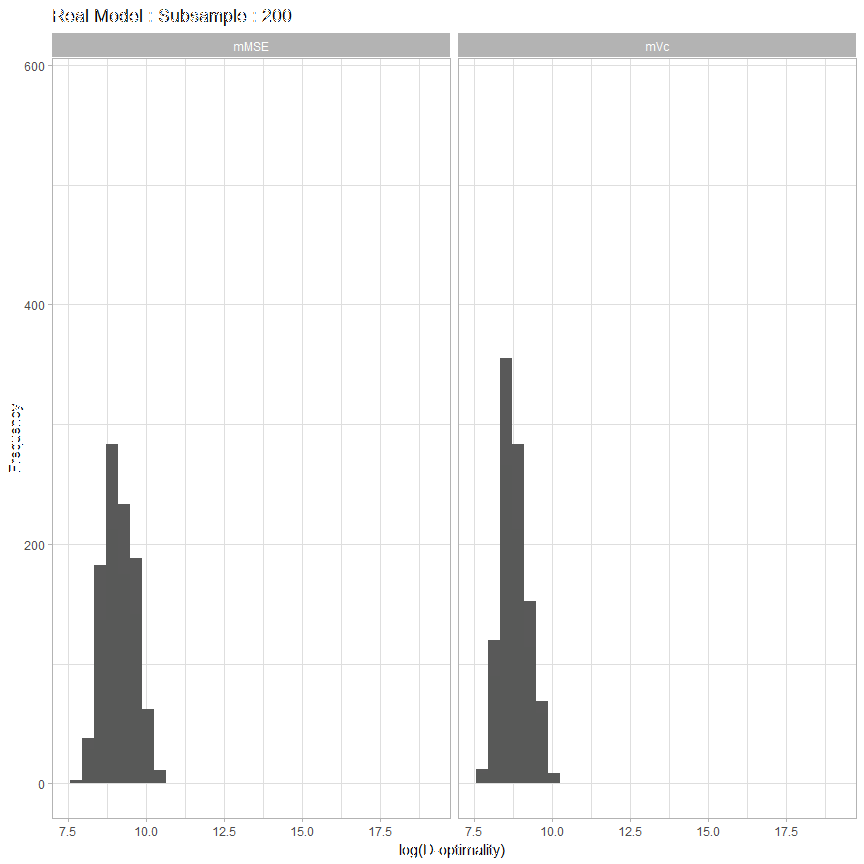 Real Model : Subsample : 200
mMSE mVc
600
400
200
0
Frequency
7.5 10.0 12.5 15.0 17.5 7.5 10.0 12.5 15.0 17.5
log(D-optimality)